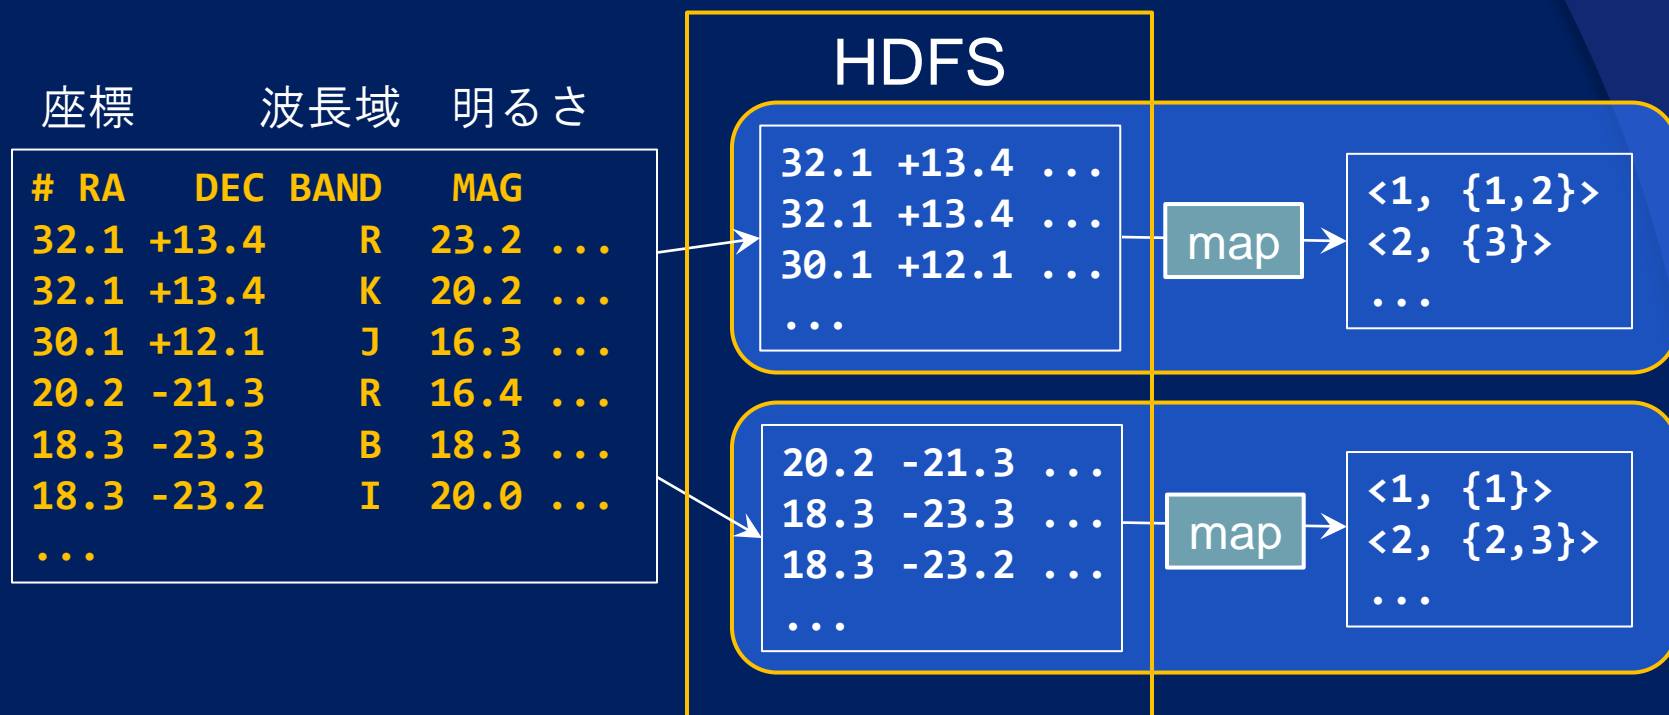 HDFS
座標 波長域 明るさ
# RA DEC BAND MAG
32.1 +13.4 R 23.2 ...
32.1 +13.4 K 20.2 ...
30.1 +12.1 J 16.3 ...
20.2 -21.3 R 16.4 ...
18.3 -23.3 B 18.3 ...
18.3 -23.2 I 20.0 ...
...
32.1 +13.4 ...
32.1 +13.4 ...
30.1 +12.1 ...
...
map
<1, {1,2}>
<2, {3}>
...
20.2 -21.3 ...
18.3 -23.3 ...
18.3 -23.2 ...
...
map
<1, {1}>
<2, {2,3}>
...